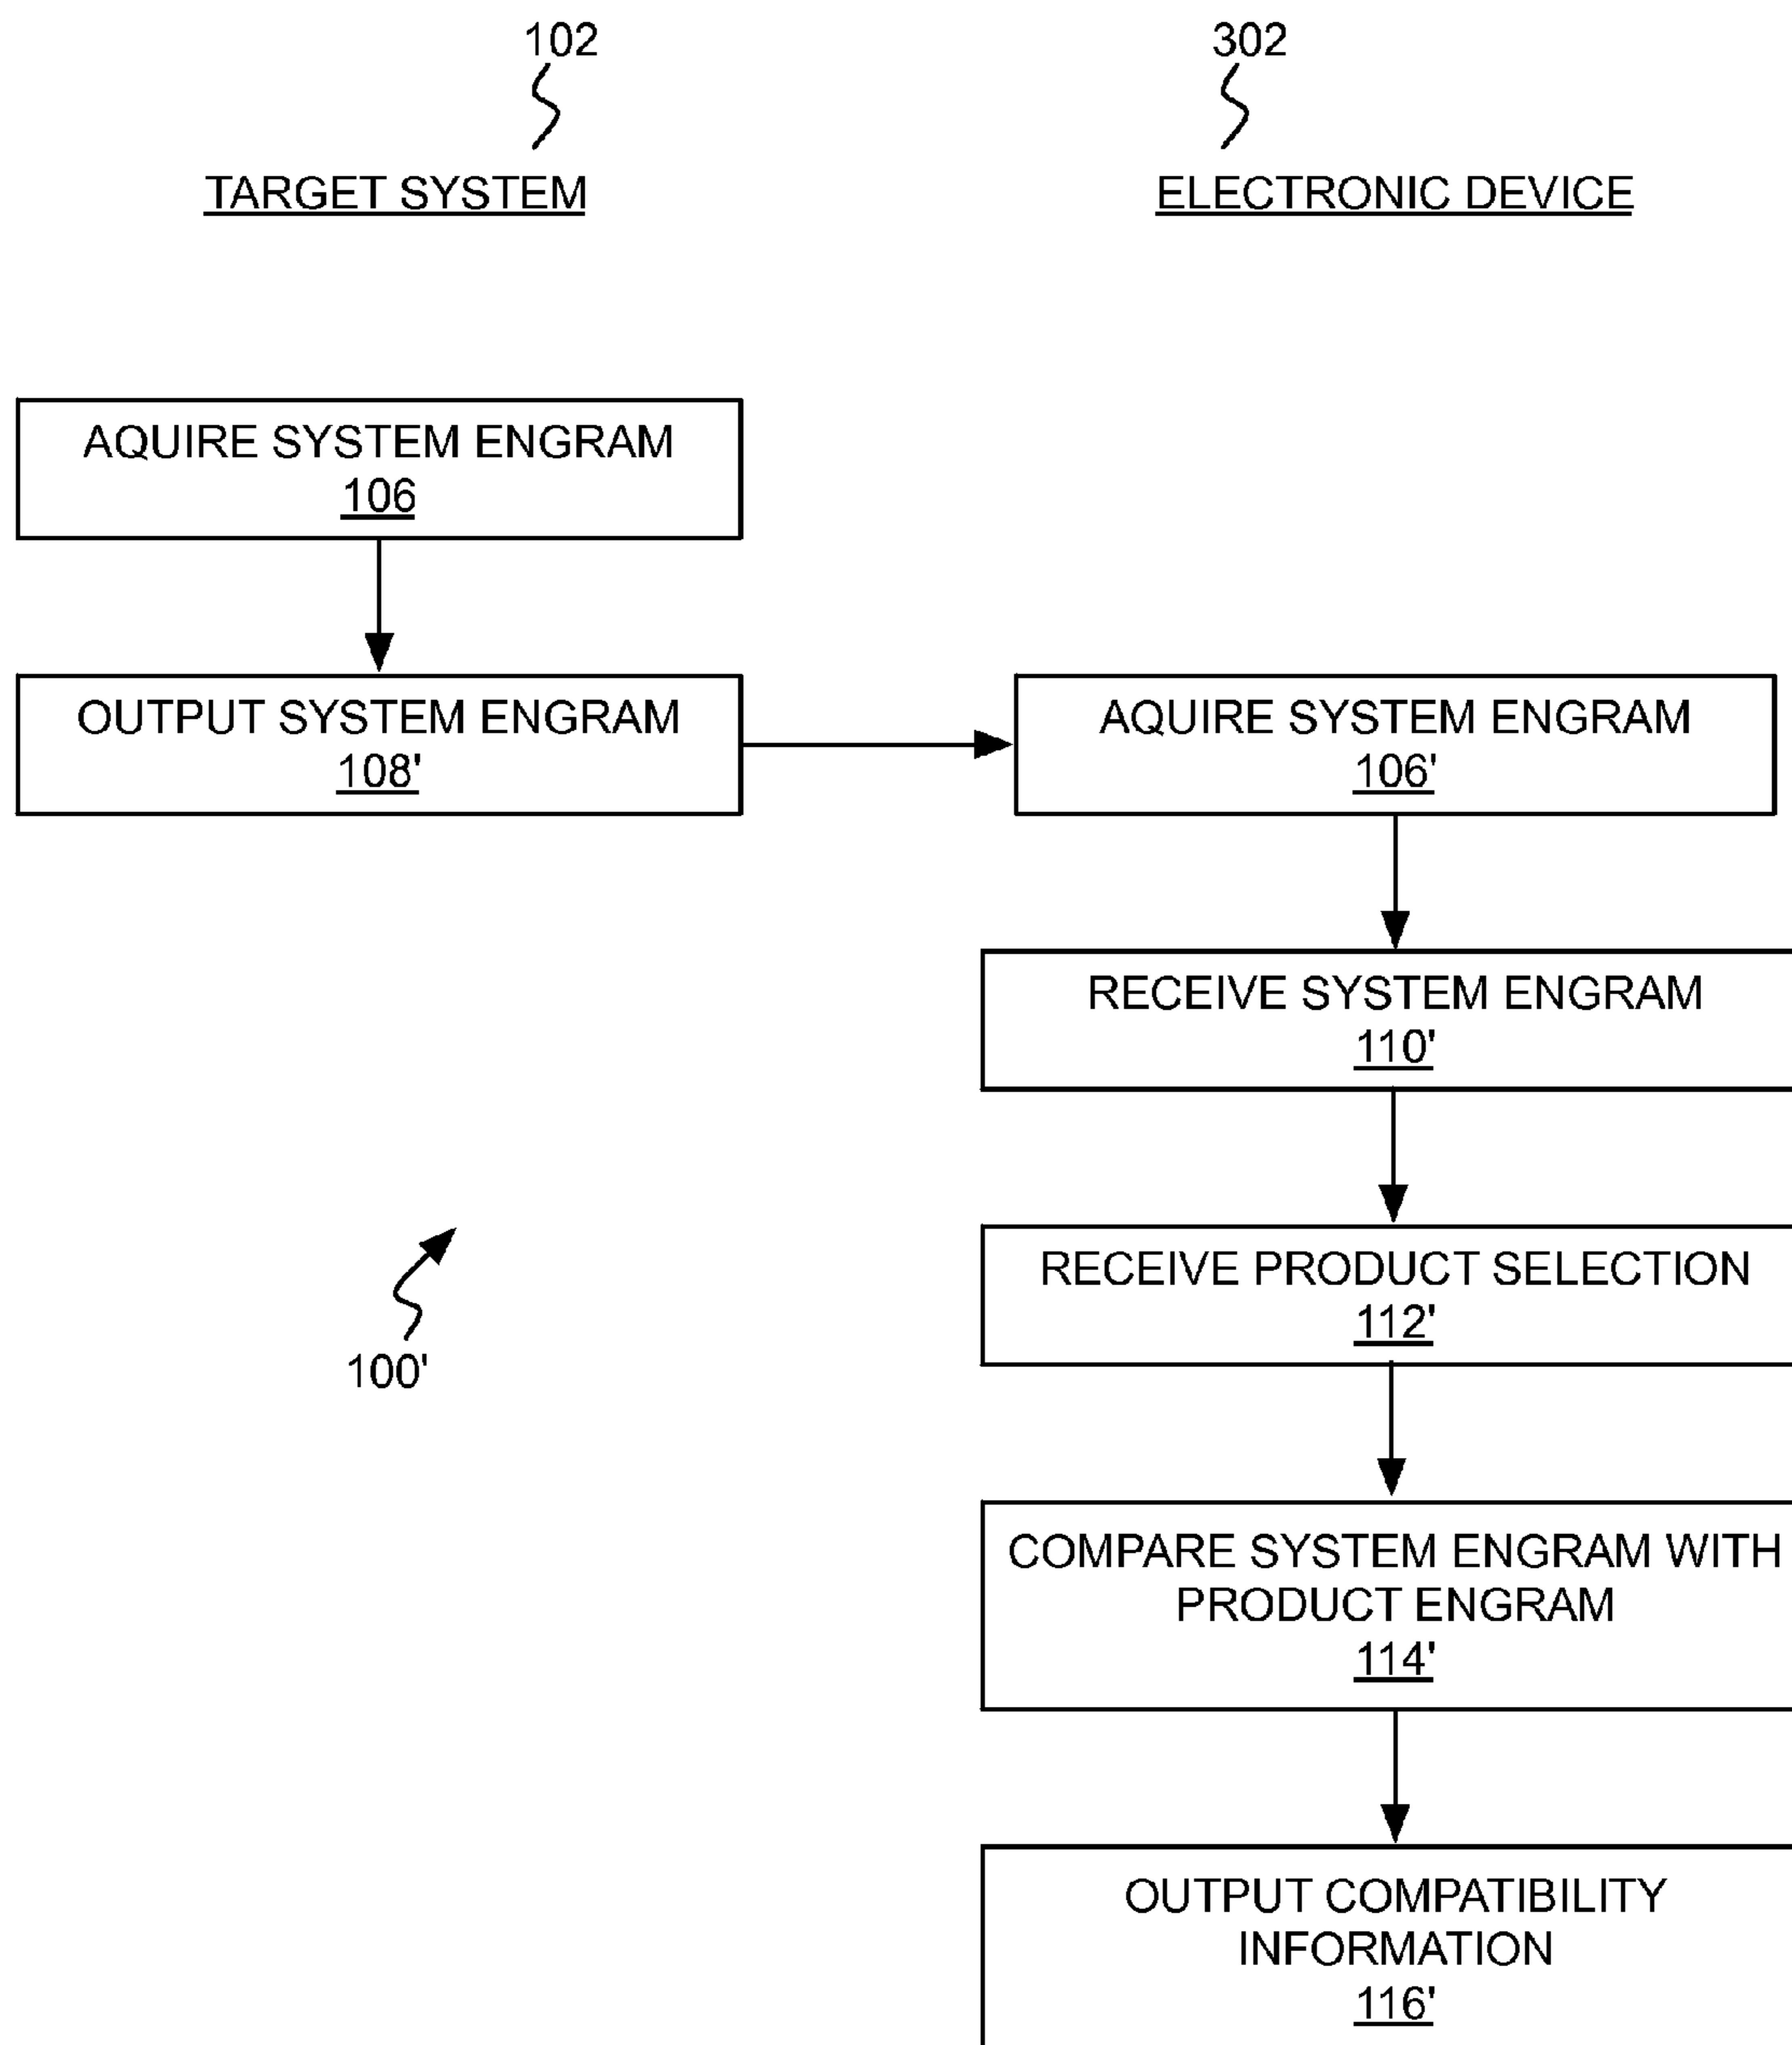 102
302
TARGET SYSTEM
ELECTRONIC DEVICE
AQUIRE SYSTEM ENGRAM
106
OUTPUT SYSTEM ENGRAM
108'
AQUIRE SYSTEM ENGRAM
106'
RECEIVE SYSTEM ENGRAM
110'
RECEIVE PRODUCT SELECTION
112'
100'
COMPARE SYSTEM ENGRAM WITH
PRODUCT ENGRAM
114'
OUTPUT COMPATIBILITY
INFORMATION
116'